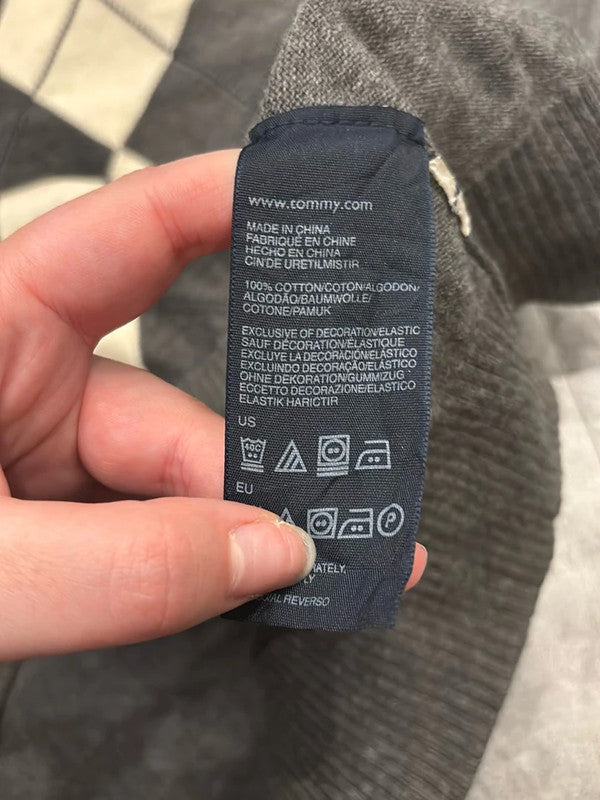 www.tommy.com
MADE IN CHINA
FABRIQUÉ EN CHINE
HECHO EN CHINA
CIN'DE URETILMISTIR
100% COTTON/COTON/ALGODON/
ALGODÃO/BAUMWOLLE/
COTONE/PAMUK
EXCLUSIVE OF DECORATION/ELASTIC
SAUF DÉCORATION/ÉLASTIQUE
EXCLUYE LA DECORACIÓN/ELÁSTICO
EXCLUINDO DECORAÇÃO/ELÁSTICO
OHNE DEKORATION/GUMMIZUG
ECCETTO DECORAZIONE/ELASTICO
ELASTIK HARICTIR
US
40C
EU
P
REVERSO